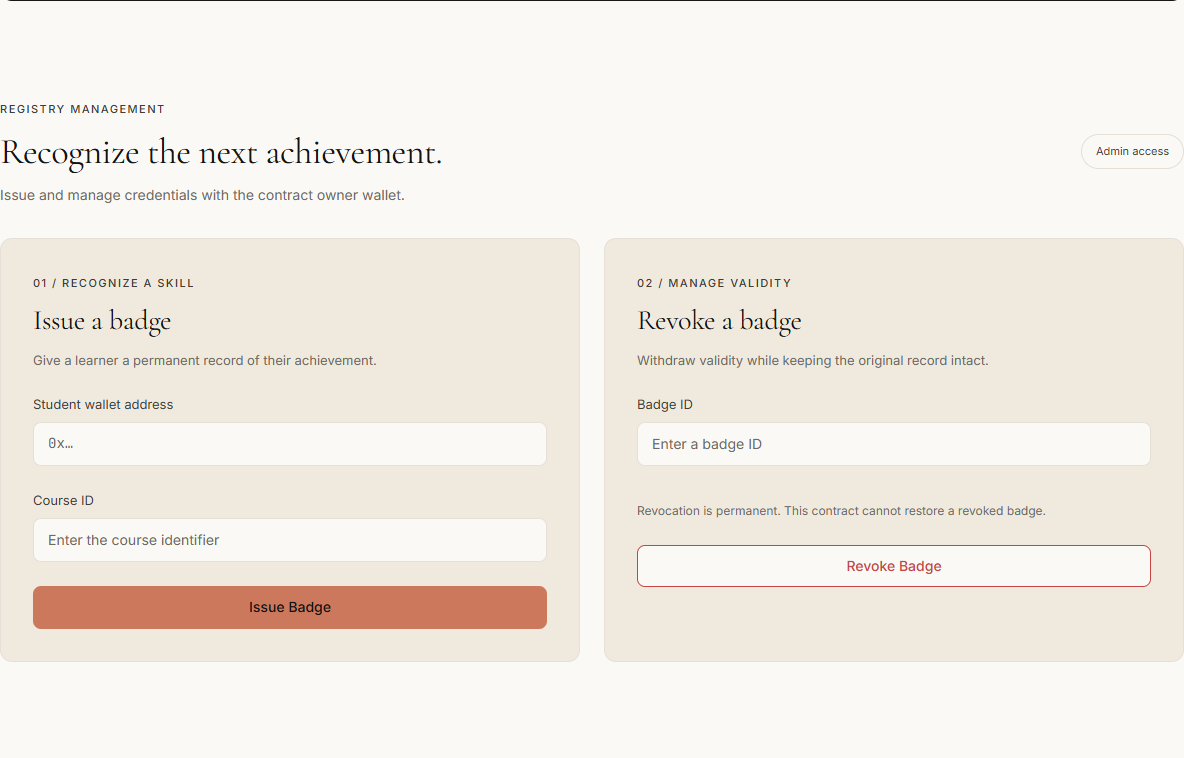 REGISTRY MANAGEMENT
Recognize the next achievement.
Admin access
Issue and manage credentials with the contract owner wallet.
01 / RECOGNIZE A SKILL
Issue a badge
Give a learner a permanent record of their achievement.
Student wallet address
0x…
Course ID
Enter the course identifier
Issue Badge
02 / MANAGE VALIDITY
Revoke a badge
Withdraw validity while keeping the original record intact.
Badge ID
Enter a badge ID
Revocation is permanent. This contract cannot restore a revoked badge.
Revoke Badge